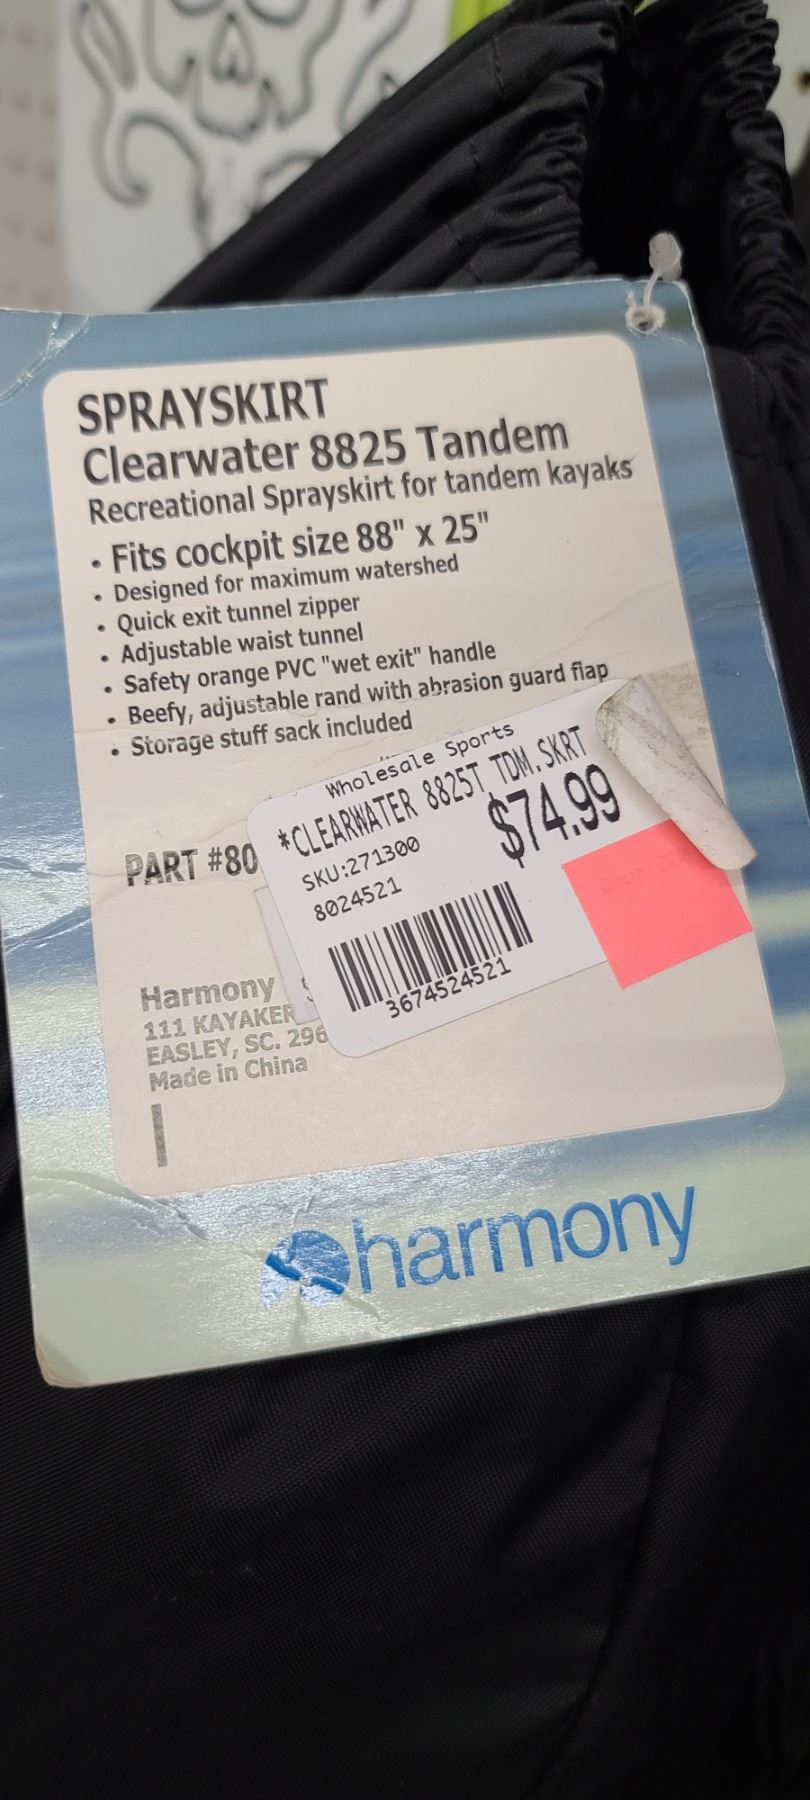 SPRAYSKIRT
Clearwater 8825 Tandem
Recreational Sprayskirt for tandem kayaks
• Fits cockpit size 88" x 25"
• Designed for maximum watershed
• Quick exit tunnel zipper
• Adjustable waist tunnel
• Safety orange PVC "wet exit" handle
• Beefy, adjustable rand with abrasion guard flap
• Storage stuff sack included
Wholesale Sports
*CLEARWATER 8825T TDM.SKRT
$74.99
SKU:271300
8024521
3674524521
PART #80
Harmony
111 KAYAKER
EASLEY, SC. 296
Made in China
harmony